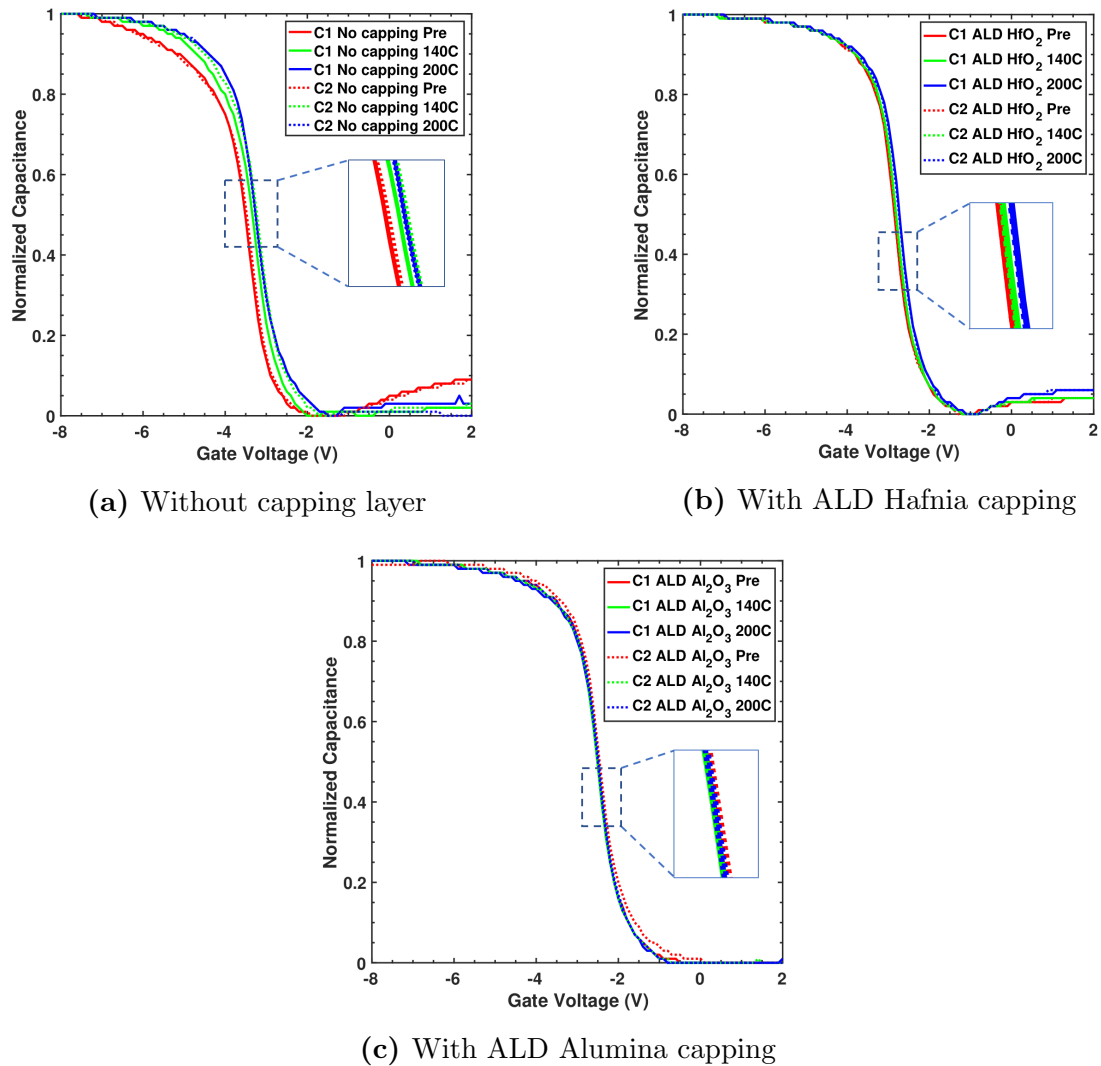 1
0.8
0.6
0.4
0.2
0
Normalized Capacitance
-8
-6
-4
-2
0
2
Gate Voltage (V)
C1 No capping Pre
C1 No capping 140C
C1 No capping 200C
C2 No capping Pre
C2 No capping 140C
C2 No capping 200C
(a) Without capping layer
1
0.8
0.6
0.4
0.2
0
Normalized Capacitance
-8
-6
-4
-2
0
2
Gate Voltage (V)
C1 ALD HfO2 Pre
C1 ALD HfO2 140C
C1 ALD HfO2 200C
C2 ALD HfO2 Pre
C2 ALD HfO2 140C
C2 ALD HfO2 200C
(b) With ALD Hafnia capping
1
0.8
0.6
0.4
0.2
0
Normalized Capacitance
-8
-6
-4
-2
0
2
Gate Voltage (V)
C1 ALD Al2O3 Pre
C1 ALD Al2O3 140C
C1 ALD Al2O3 200C
C2 ALD Al2O3 Pre
C2 ALD Al2O3 140C
C2 ALD Al2O3 200C
(c) With ALD Alumina capping